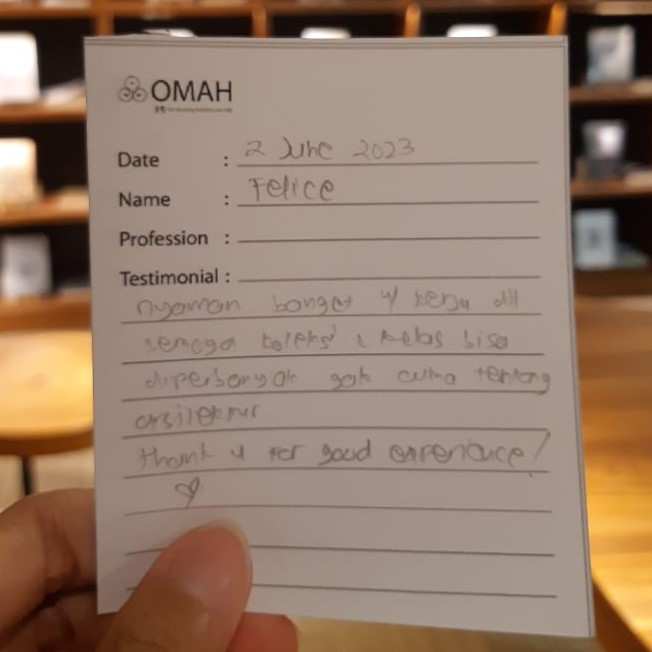 OMAH
Date : 2 June 2023
Name : Felice
Profession :
Testimonial :
nyaman banget u/ kerja dll
semoga koleksi & kelas bisa
diperbanyak gak cuma tentang
arsitektur
thank u for good experience!